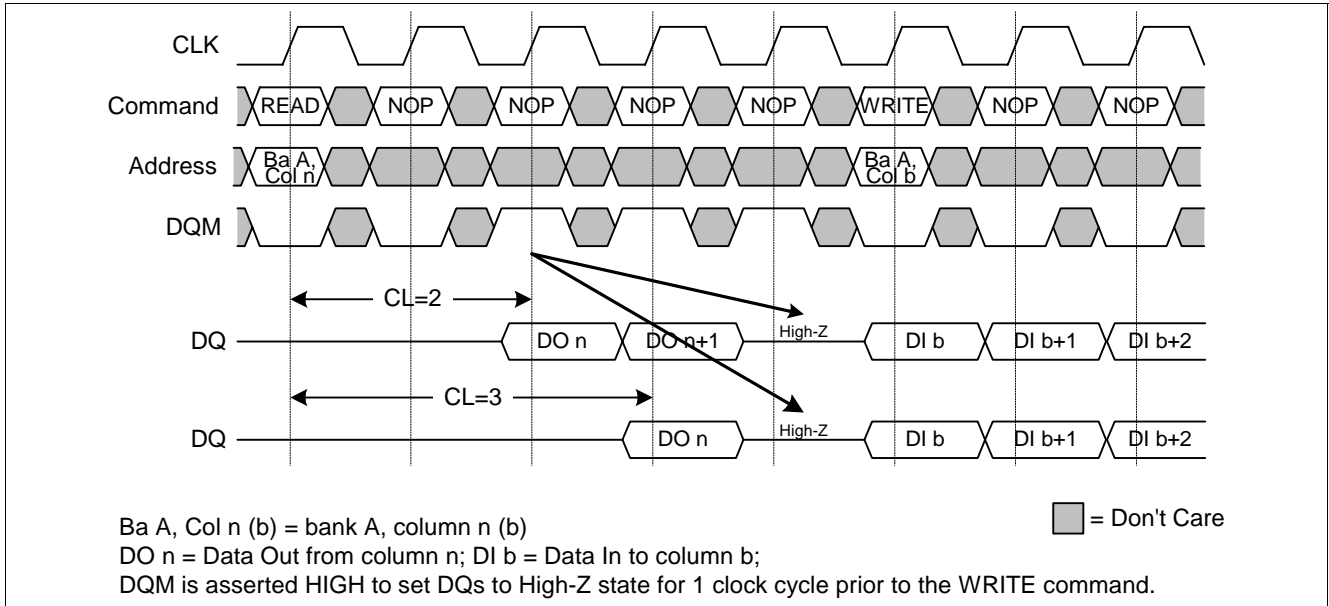 CLK
Command READ NOP NOP NOP NOP WRITE NOP NOP
Address Ba A, Col n Ba A, Col b
DQM
CL=2
DQ DO n DO n+1 High-Z DI b DI b+1 DI b+2
CL=3
DQ DO n High-Z DI b DI b+1 DI b+2
Ba A, Col n (b) = bank A, column n (b)
= Don't Care
DO n = Data Out from column n; DI b = Data In to column b;
DQM is asserted HIGH to set DQs to High-Z state for 1 clock cycle prior to the WRITE command.